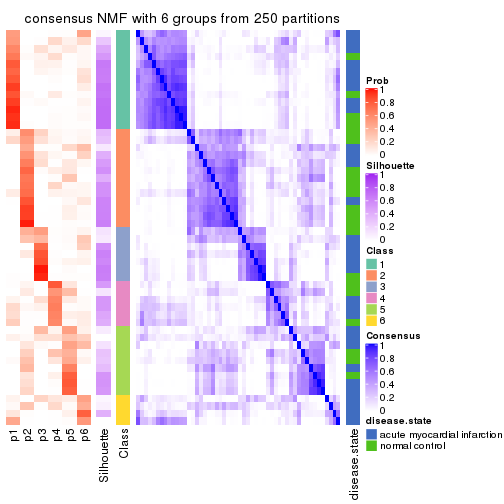 consensus NMF with 6 groups from 250 partitions
Prob
1
0.8
0.6
0.4
0.2
0
Silhouette
1
0.8
0.6
0.4
0.2
0
Class
1
2
3
4
5
6
Consensus
1
0.8
0.6
0.4
0.2
0
disease.state
acute myocardial infarction
normal control
p1
p2
p3
p4
p5
p6
Silhouette
Class
disease.state